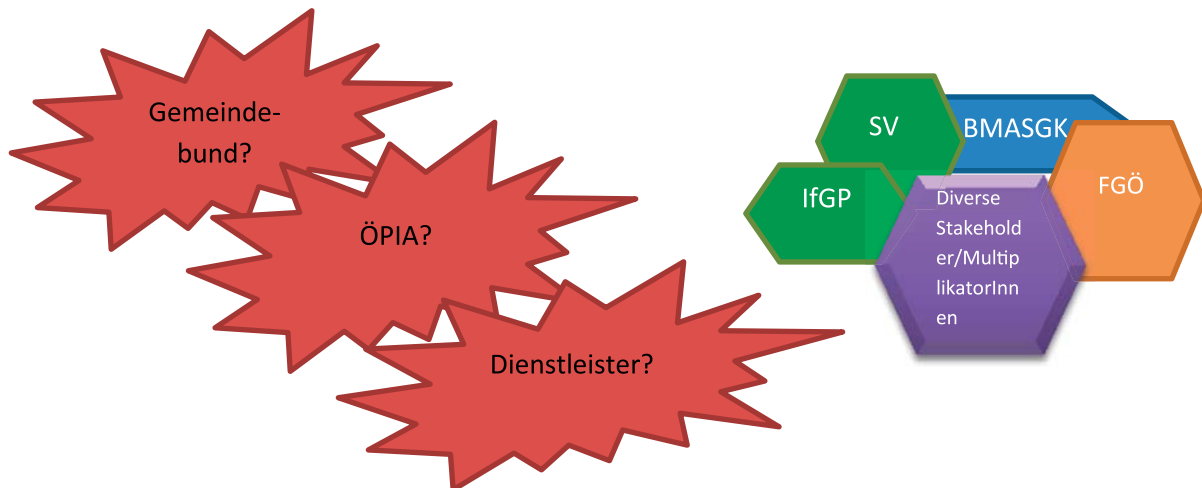 Gemeinde-
bund?
ÖPIA?
Dienstleister?
SV
BMASGK
IfGP
FGÖ
Diverse
Stakehold
er/Multip
likatorInn
en